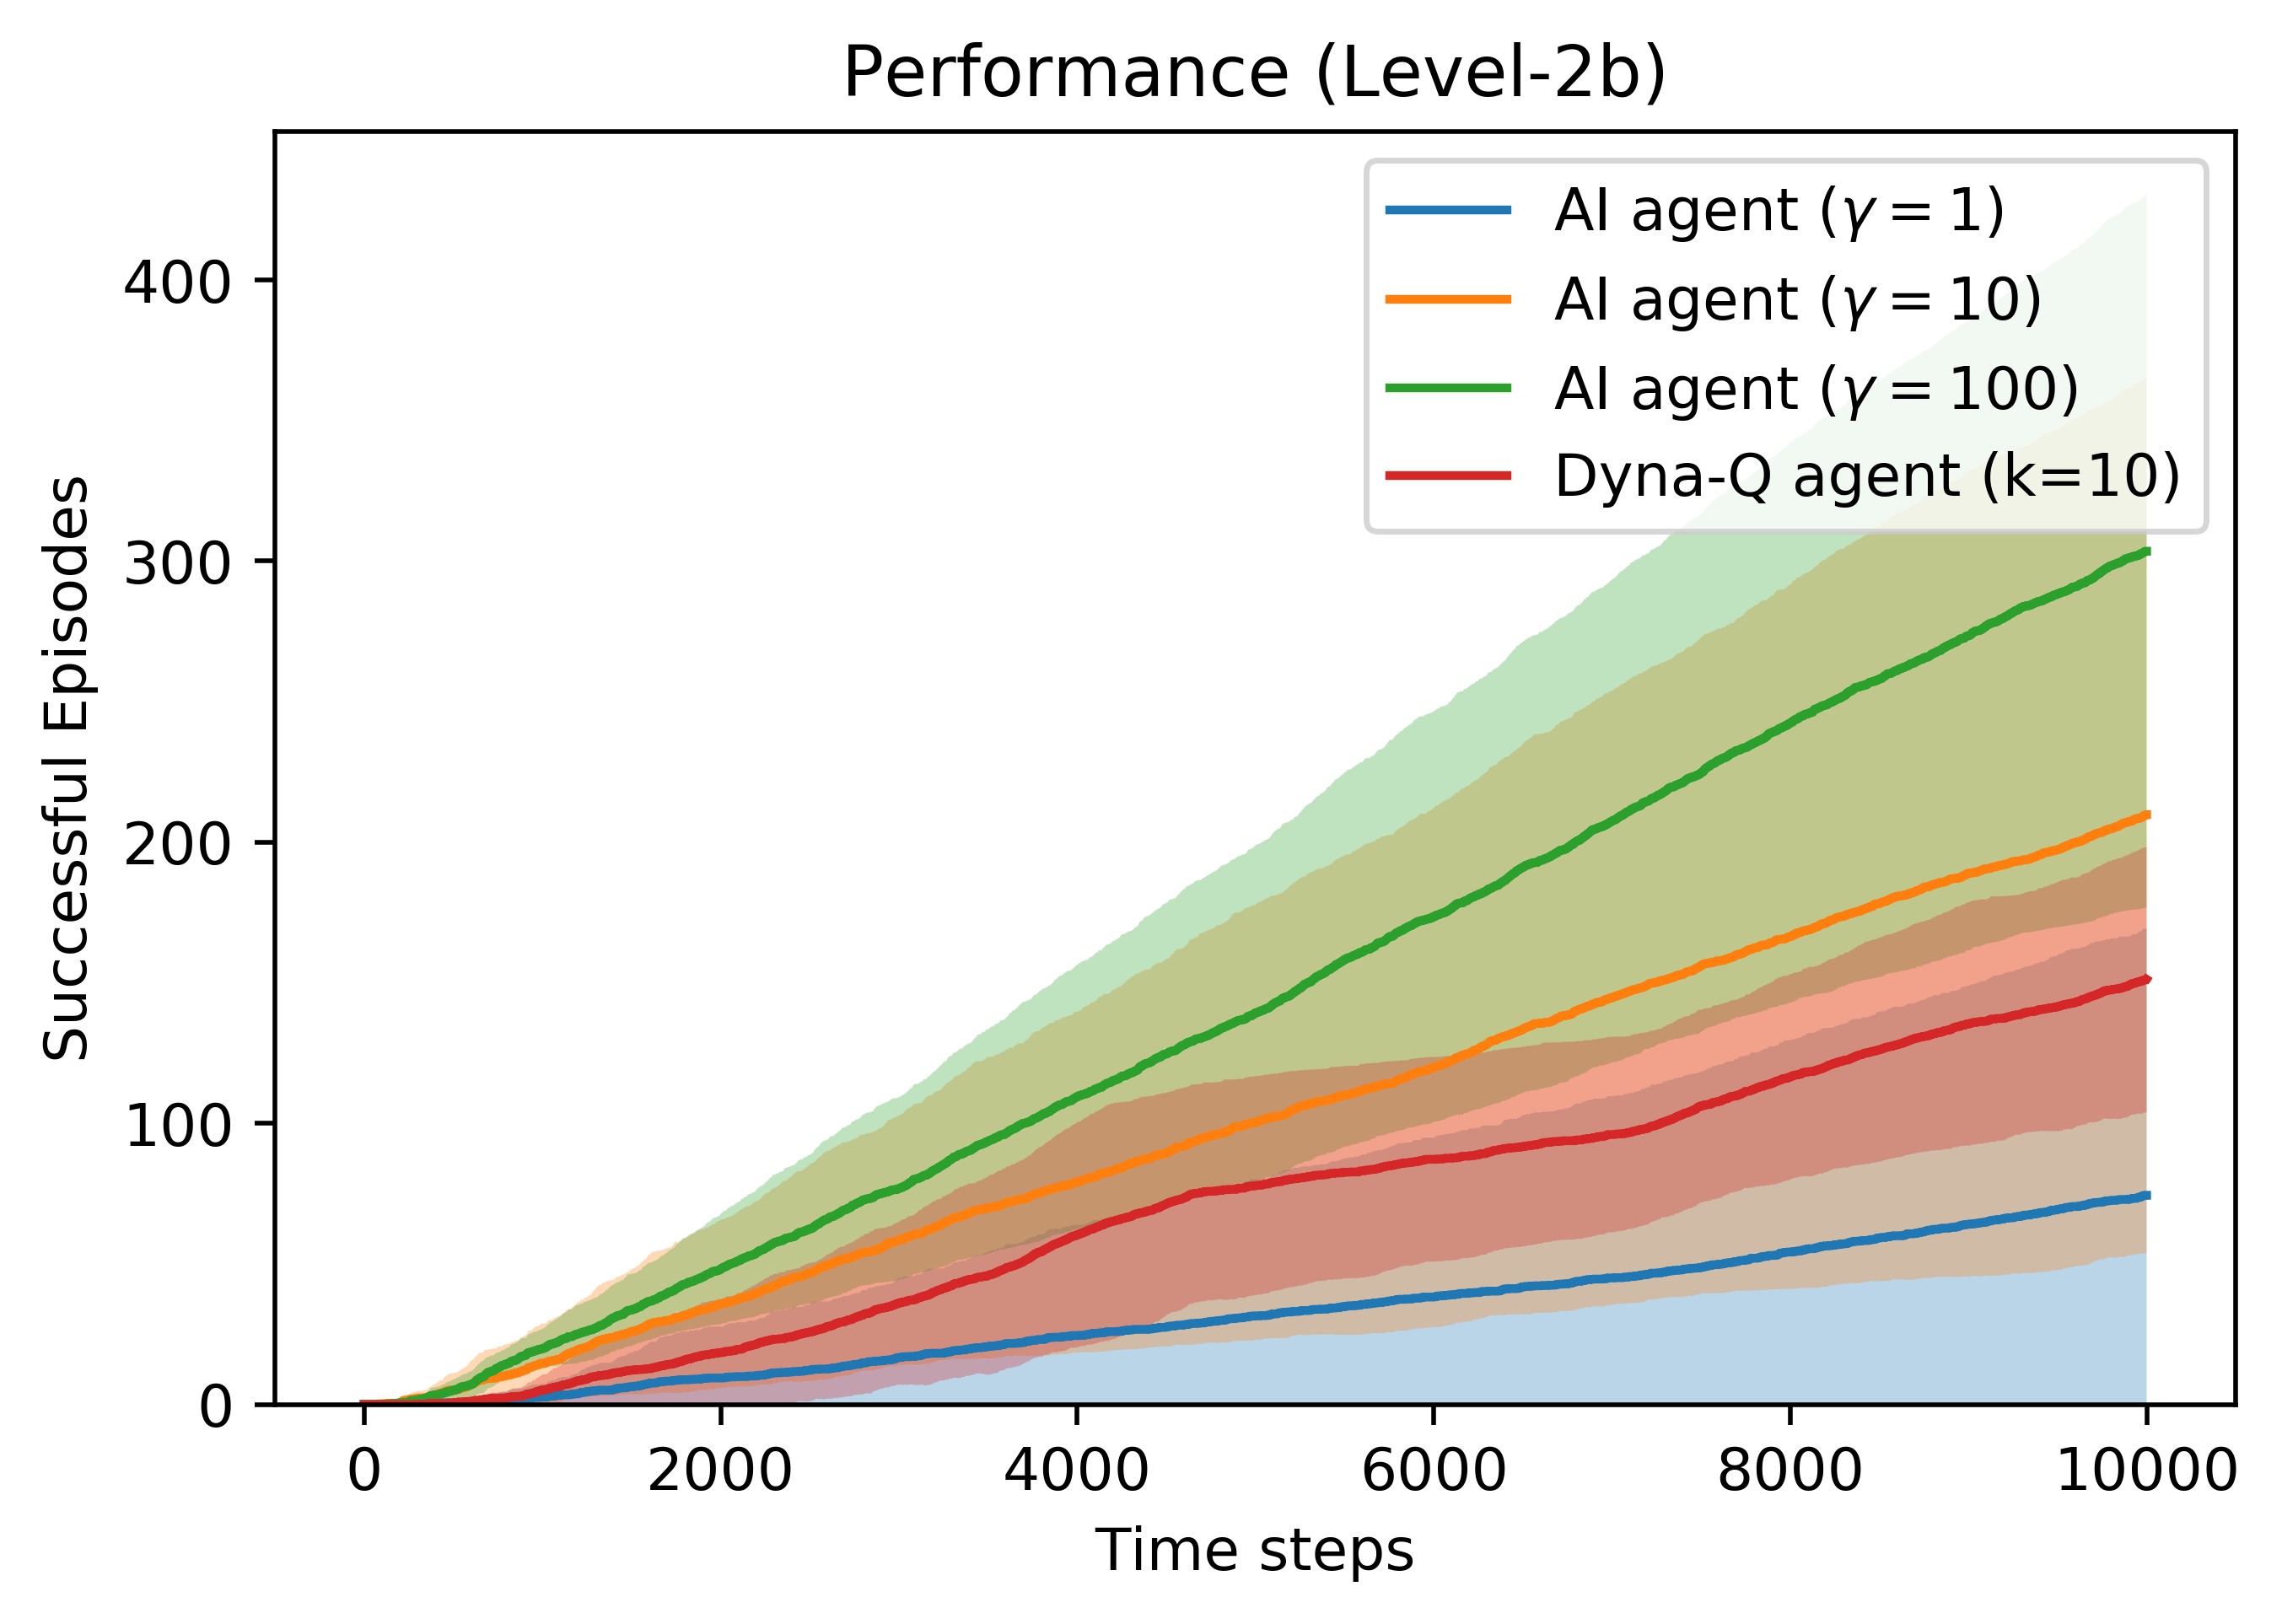 Performance (Level-2b)
AI agent (γ = 1)
AI agent (γ = 10)
AI agent (γ = 100)
Dyna-Q agent (k=10)
Successful Episodes
400
300
200
100
0
0 2000 4000 6000 8000 10000
Time steps